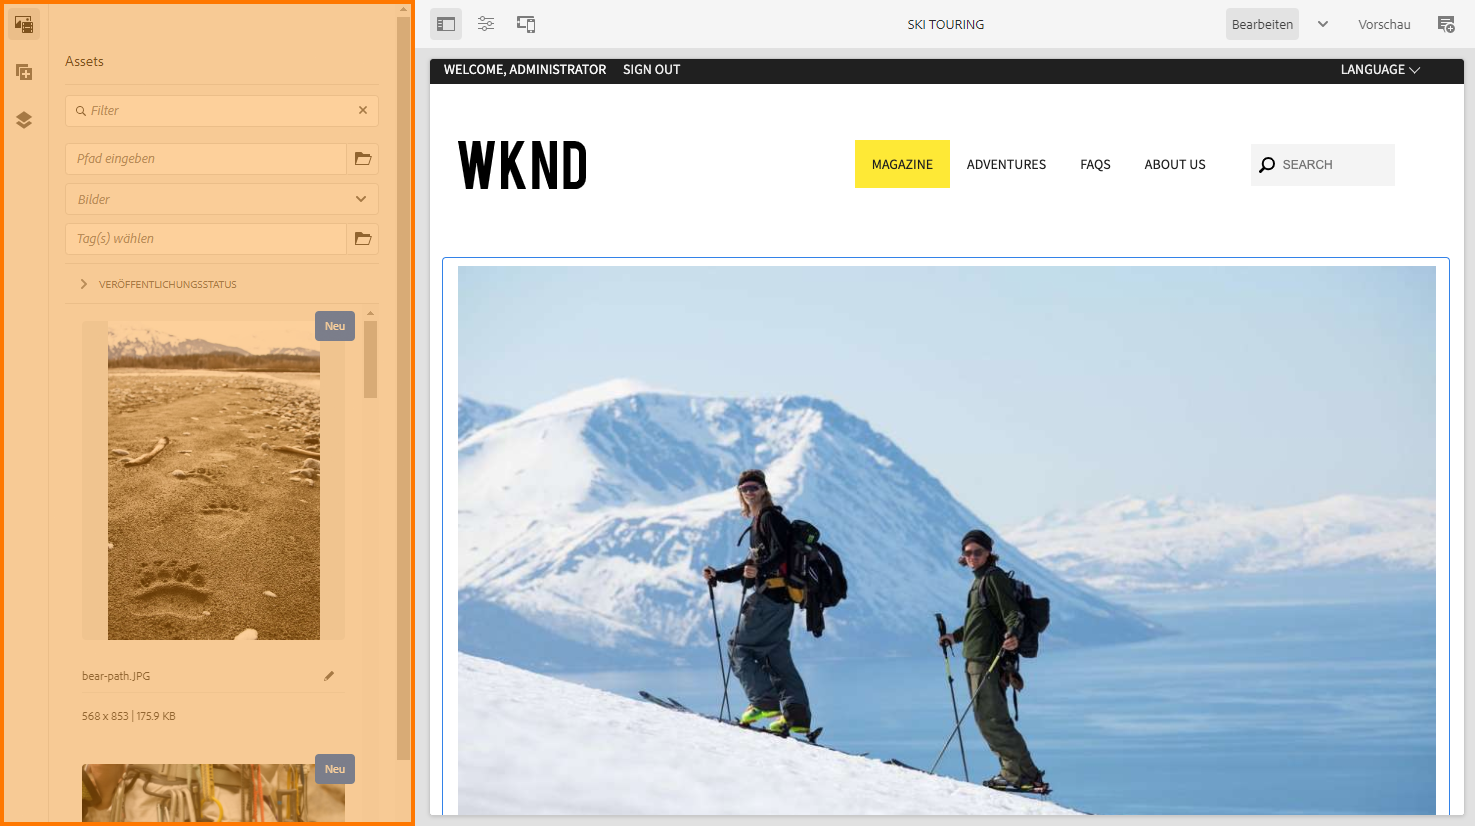 SKI TOURING
Bearbeiten
Vorschau
Assets
Filter
Pfad eingeben
Bilder
Tag(s) wählen
VERÖFFENTLICHUNGSSTATUS
Neu
bear-path.JPG
568 x 853 | 175.9 KB
Neu
WELCOME, ADMINISTRATOR SIGN OUT LANGUAGE
WKND
MAGAZINE ADVENTURES FAQS ABOUT US SEARCH